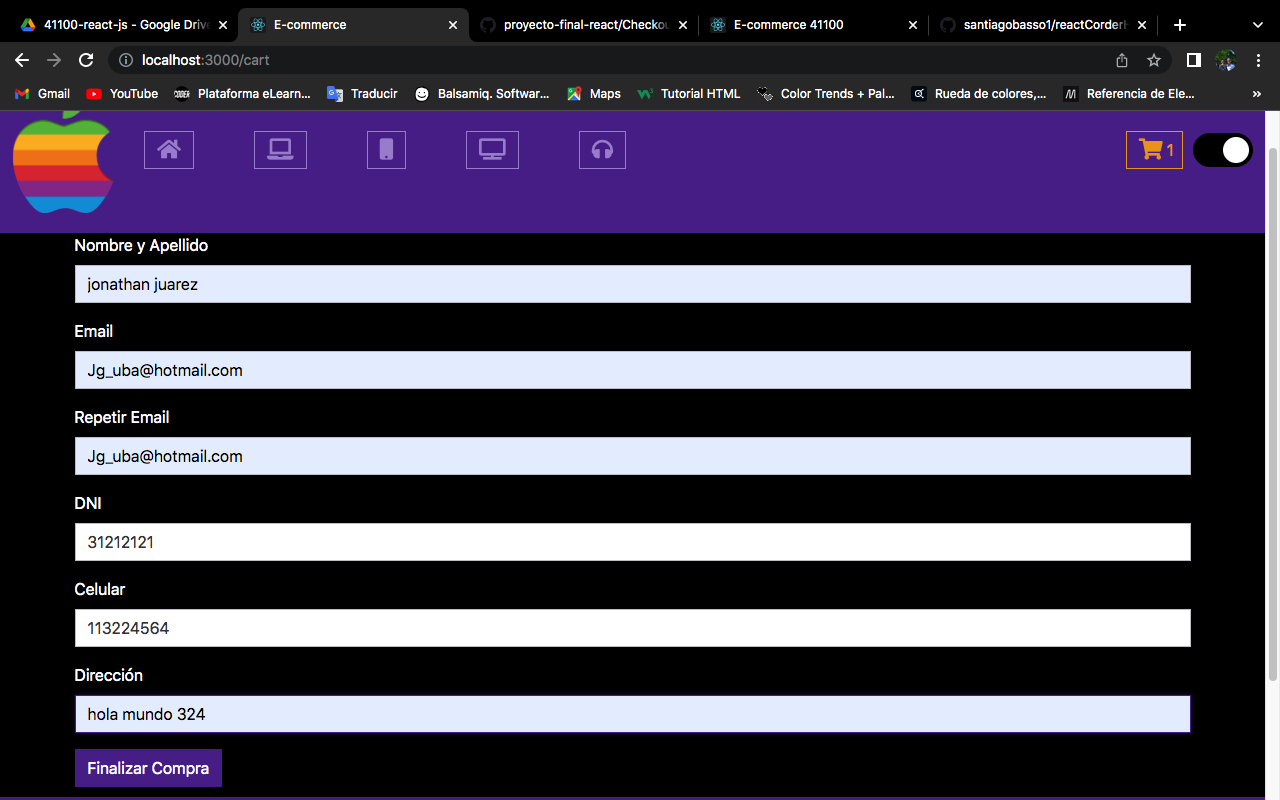 41100-react-js - Google Drive
E-commerce
proyecto-final-react/Checkou
E-commerce 41100
santiagobasso1/reactCorderH
localhost:3000/cart
Gmail
YouTube
CODER
Plataforma eLearn...
Traducir
Balsamiq. Softwar...
Maps
Tutorial HTML
Color Trends + Pal...
Rueda de colores,...
Referencia de Ele...
»
1
Nombre y Apellido
jonathan juarez
Email
Jg_uba@hotmail.com
Repetir Email
Jg_uba@hotmail.com
DNI
31212121
Celular
113224564
Dirección
hola mundo 324
Finalizar Compra